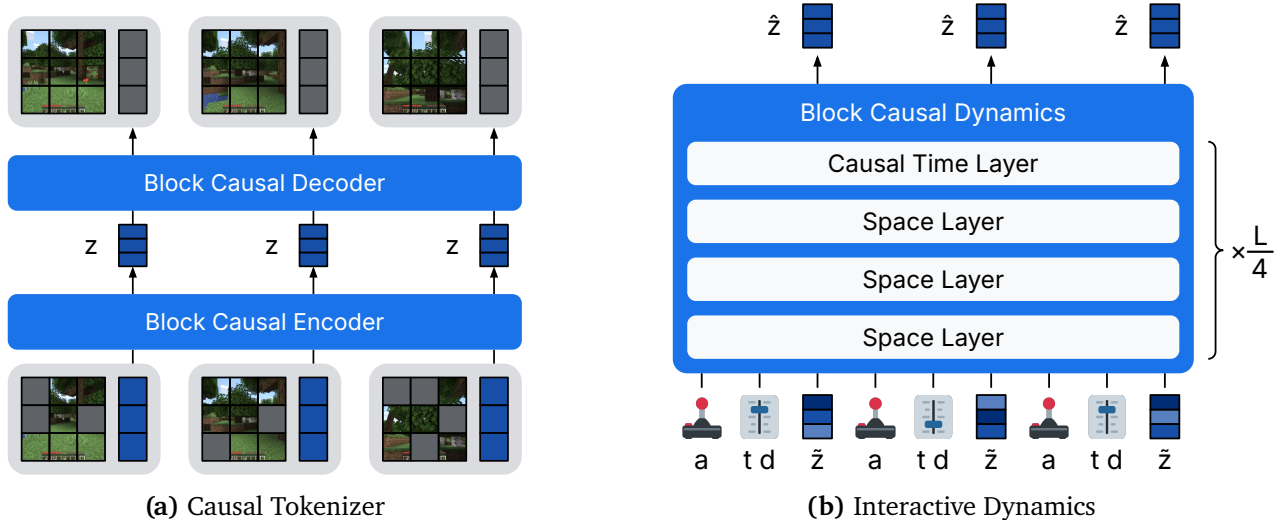 Block Causal Decoder
z z z
Block Causal Encoder
(a) Causal Tokenizer
ẑ ẑ ẑ
Block Causal Dynamics
Causal Time Layer
Space Layer
Space Layer
Space Layer
× L/4
a t d z̃ a t d z̃ a t d z̃
(b) Interactive Dynamics